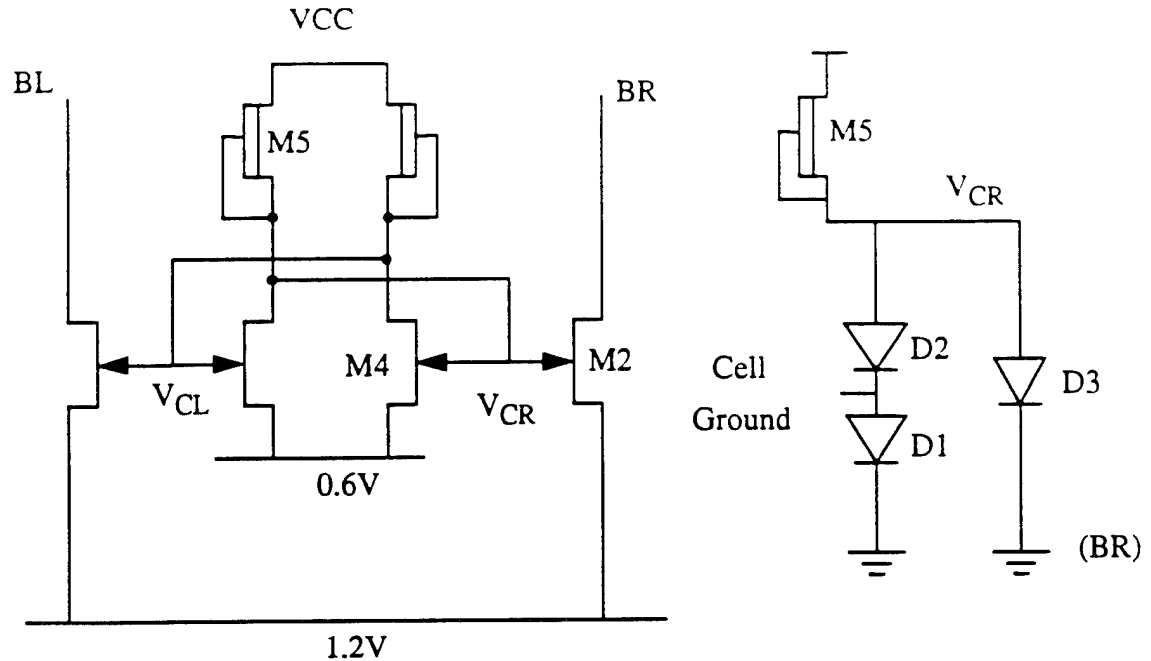 VCC
BL
BR
M5
M5
V_CR
D2
M4
M2
Cell
D3
V_CL
V_CR
Ground
D1
0.6V
(BR)
1.2V